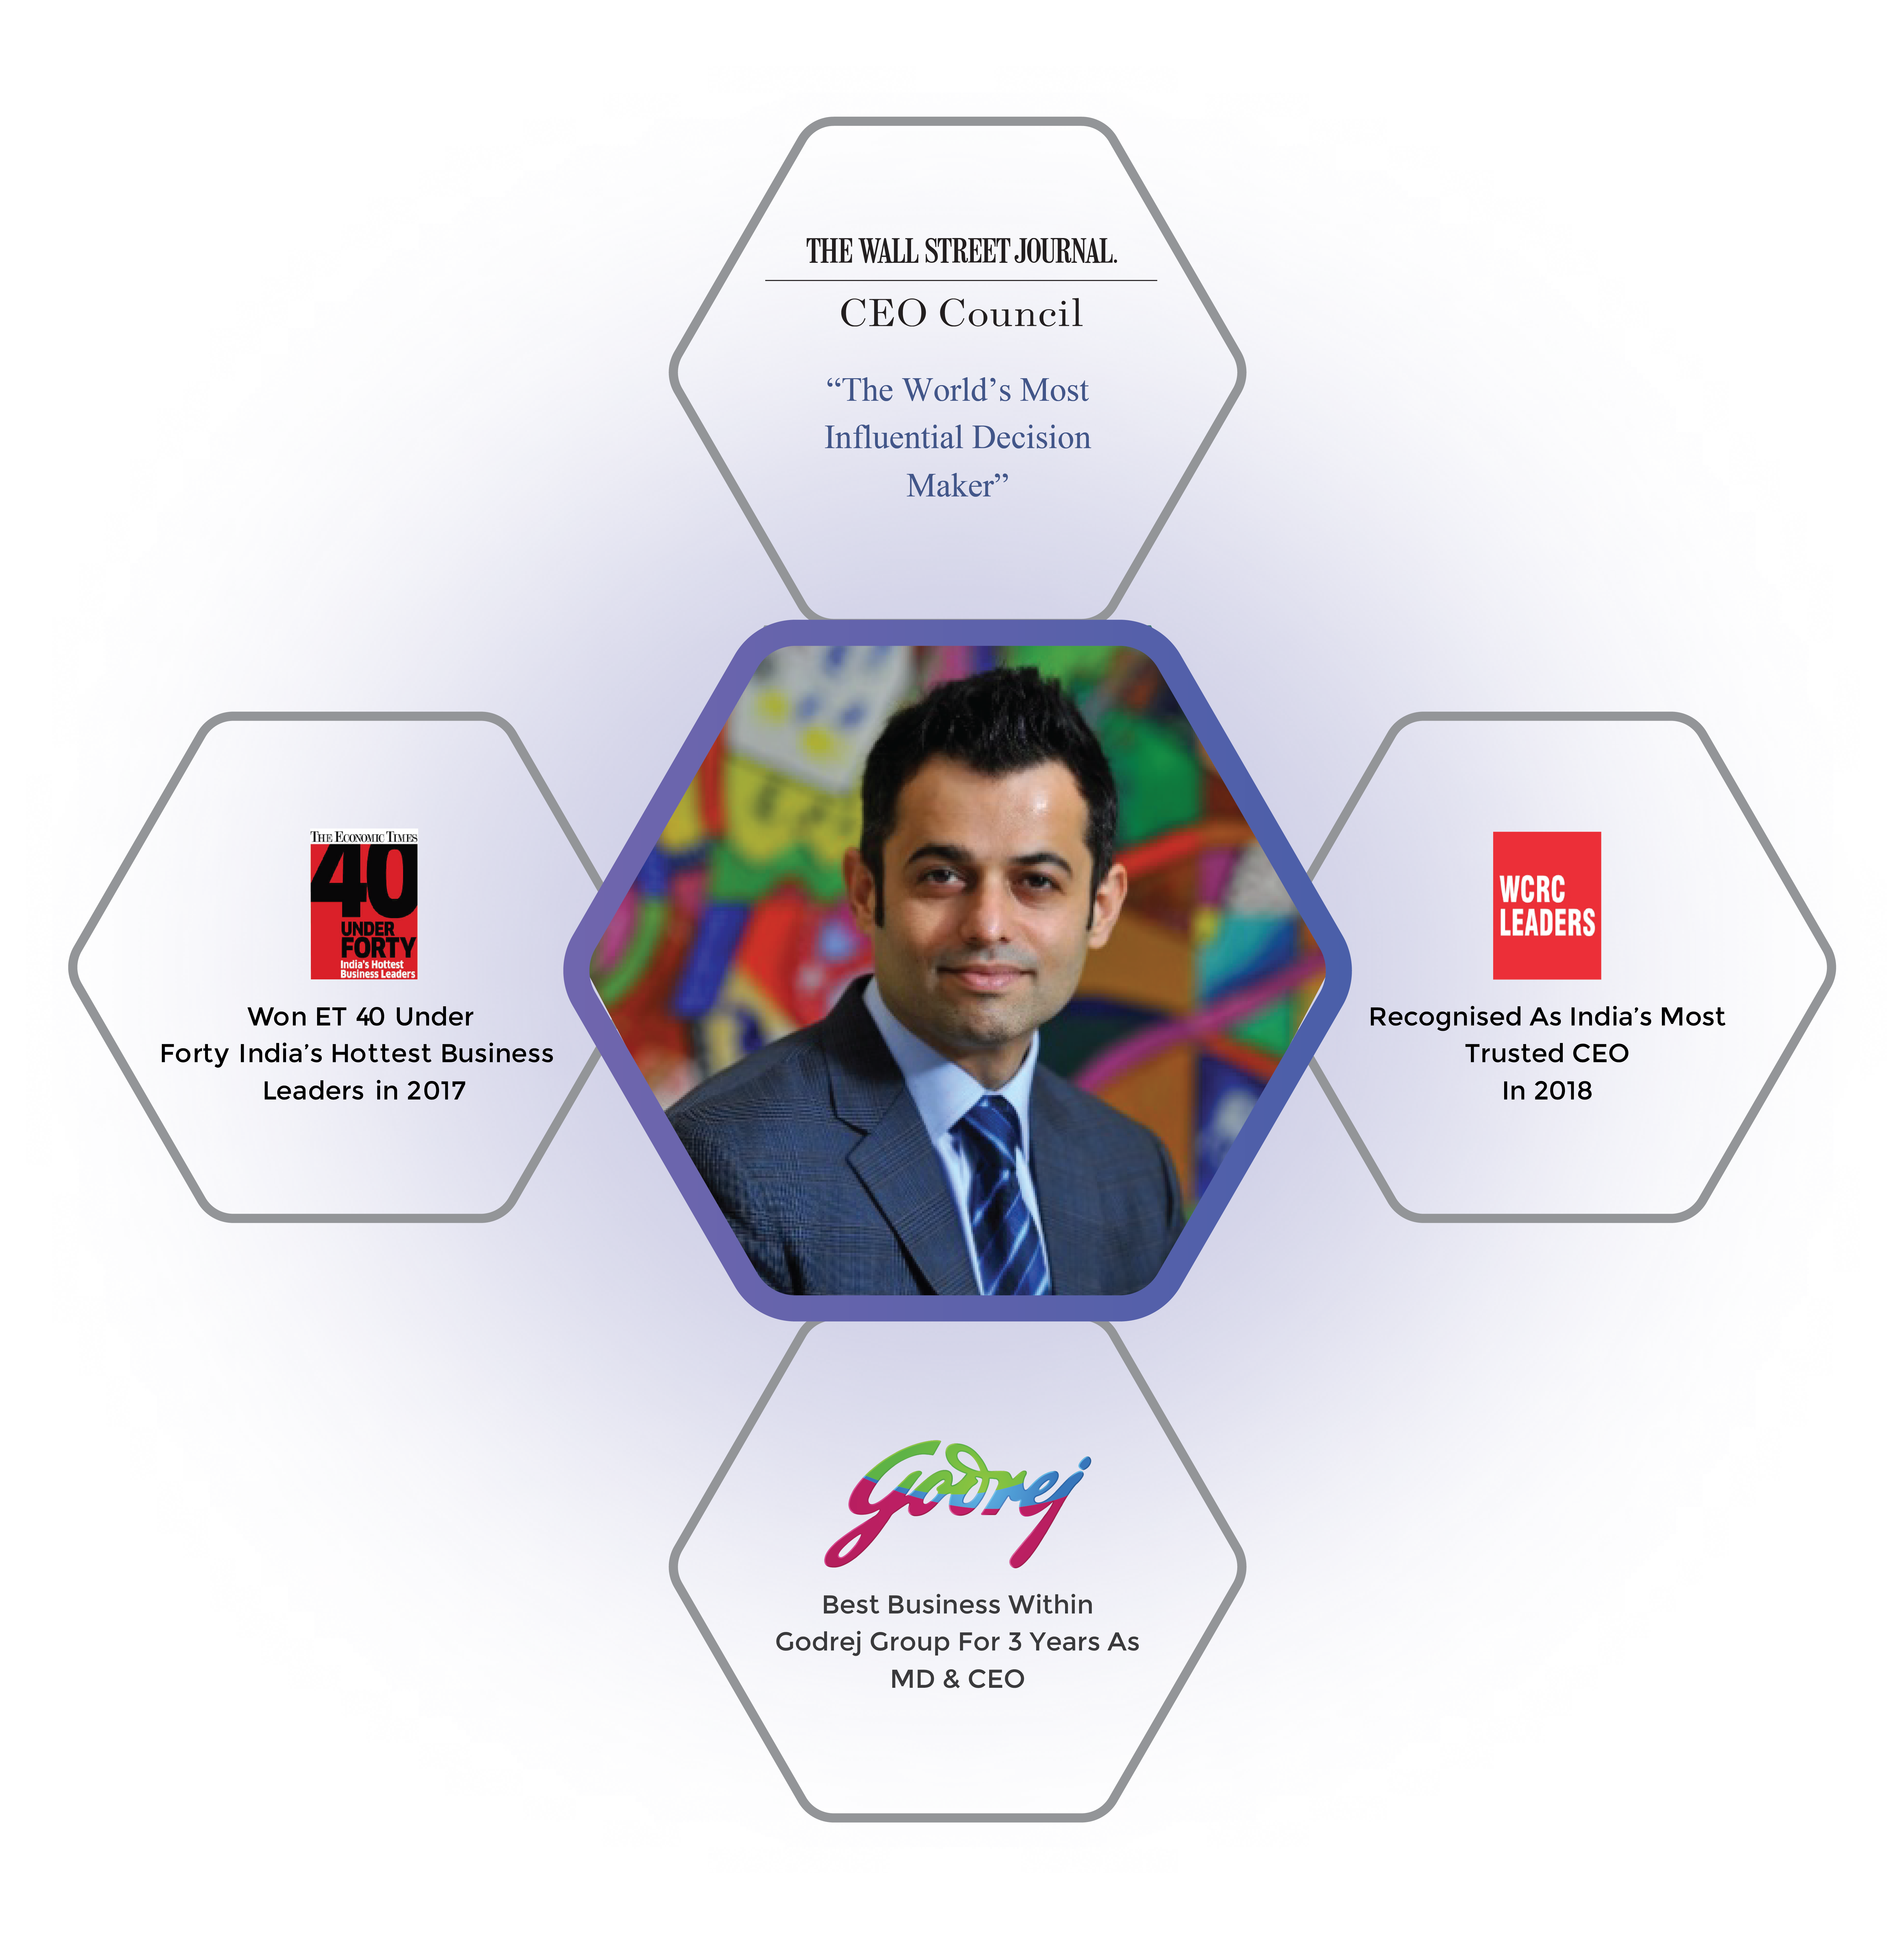 THE WALL STREET JOURNAL.
CEO Council
“The World’s Most
Influential Decision
Maker”
THE ECONOMIC TIMES
40
UNDER
FORTY
India's Hottest
Business Leaders
Won ET 40 Under
Forty India’s Hottest Business
Leaders in 2017
WCRC
LEADERS
Recognised As India’s Most
Trusted CEO
In 2018
Godrej
Best Business Within
Godrej Group For 3 Years As
MD & CEO